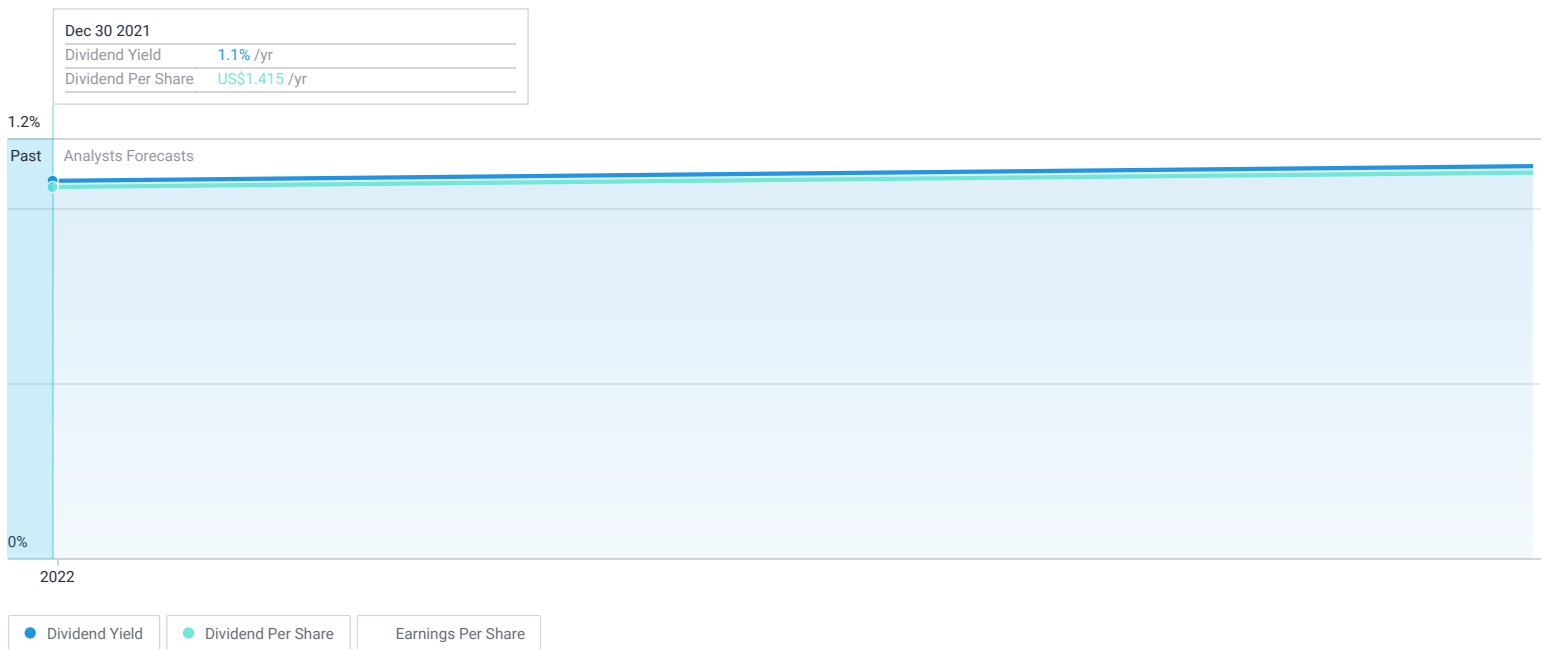 Dec 30 2021
Dividend Yield 1.1% /yr
Dividend Per Share US$1.415 /yr
1.2%
Past Analysts Forecasts
0%
2022
Dividend Yield Dividend Per Share Earnings Per Share